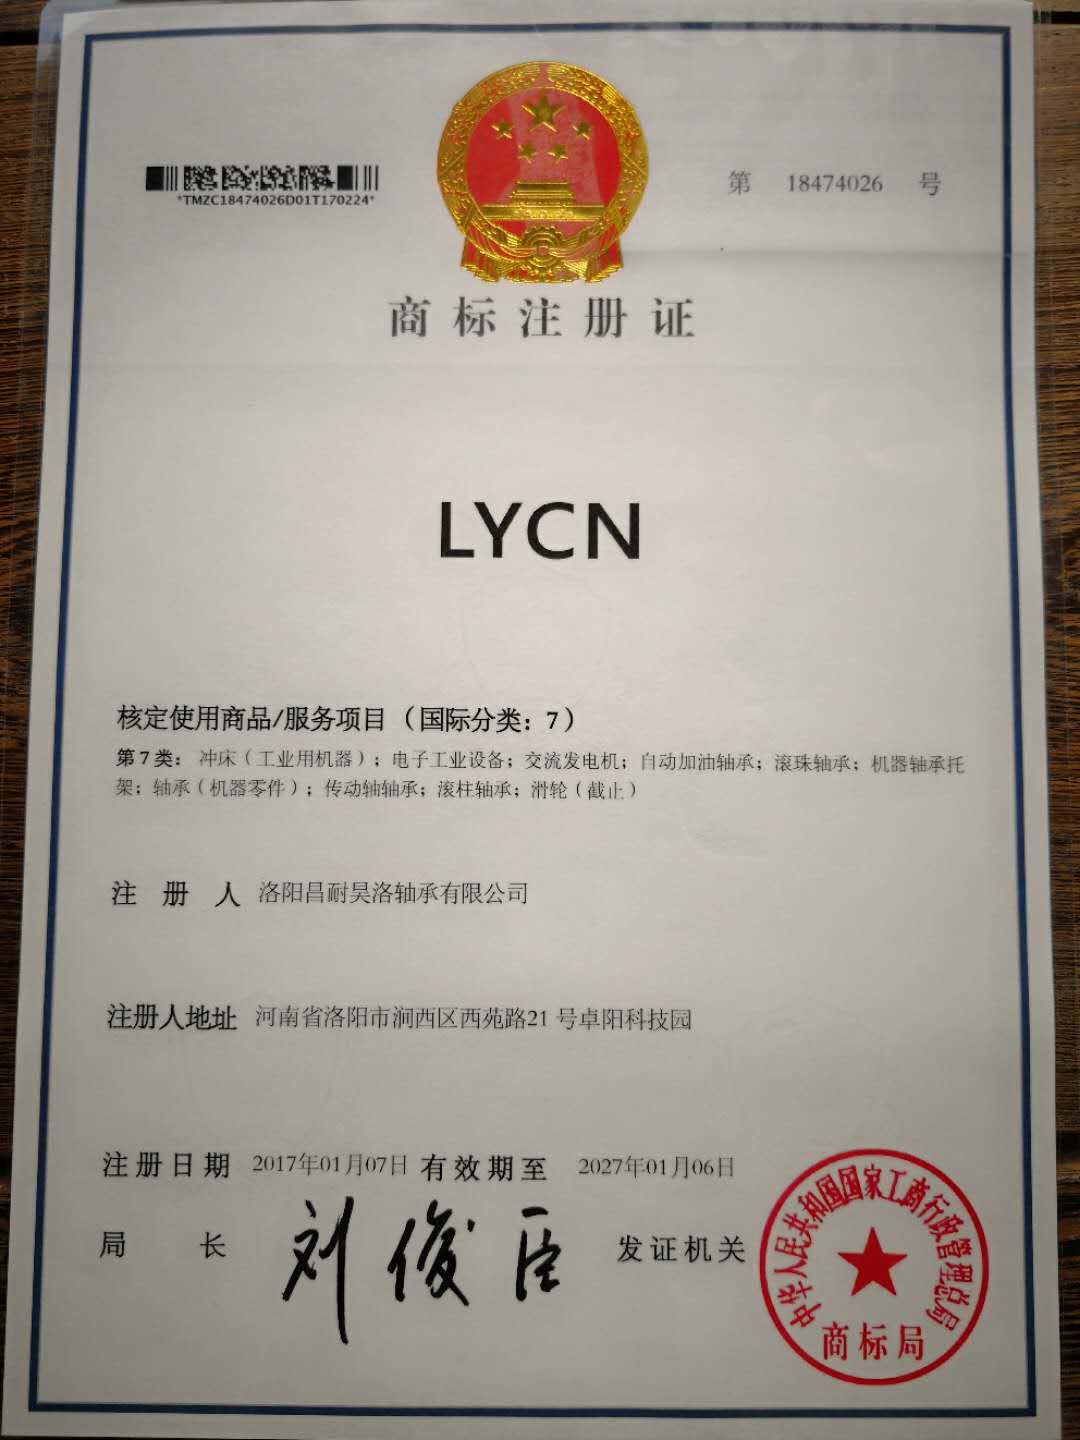 *TMZC18474026D01T170224*
第 18474026 号
商标注册证
LYCN
核定使用商品/服务项目（国际分类：7）
第7类：冲床（工业用机器）；电子工业设备；交流发电机；自动加油轴承；滚珠轴承；机器轴承托
架；轴承（机器零件）；传动轴轴承；滚柱轴承；滑轮（截止）
注 册 人 洛阳昌耐昊洛轴承有限公司
注册人地址 河南省洛阳市涧西区西苑路21号卓阳科技园
注册日期 2017年01月07日 有效期至 2027年01月06日
局 长 刘俊臣 发证机关
中华人民共和国国家工商行政管理总局
商标局